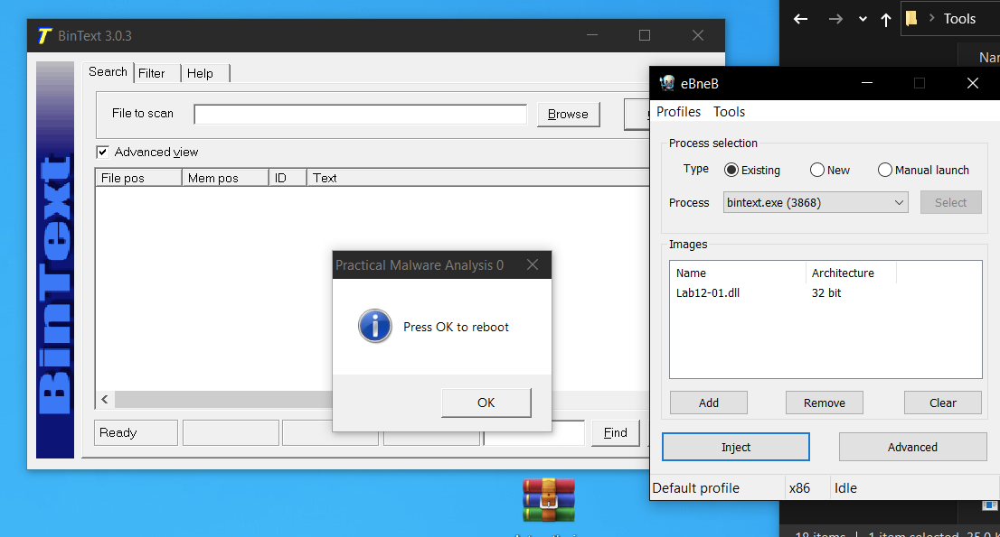 BinText 3.0.3
Search
Filter
Help
File to scan
Browse
Advanced view
File pos
Mem pos
ID
Text
BinText
Ready
Find
Practical Malware Analysis 0
Press OK to reboot
OK
Tools
eBneB
Profiles
Tools
Process selection
Type
Existing
New
Manual launch
Process
bintext.exe (3868)
Select
Images
Name
Architecture
Lab12-01.dll
32 bit
Add
Remove
Clear
Inject
Advanced
Default profile
x86
Idle